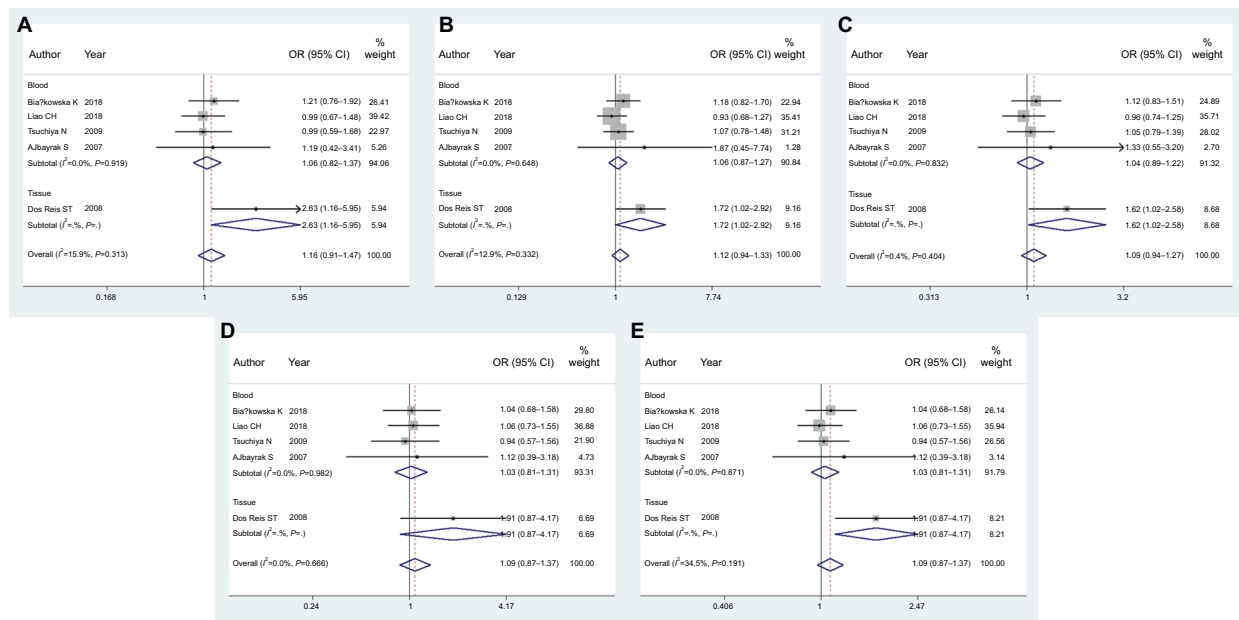 A
%
Author Year OR (95% CI) weight
Blood
Bia?kowska K 2018 1.21 (0.76–1.92) 26.41
Liao CH 2018 0.99 (0.67–1.48) 39.42
Tsuchiya N 2009 0.99 (0.59–1.68) 22.97
AJbayrak S 2007 1.19 (0.42–3.41) 5.26
Subtotal (I²=0.0%, P=0.919) 1.06 (0.82–1.37) 94.06
Tissue
Dos Reis ST 2008 2.63 (1.16–5.95) 5.94
Subtotal (I²=.%, P=.) 2.63 (1.16–5.95) 5.94
Overall (I²=15.9%, P=0.313) 1.16 (0.91–1.47) 100.00
0.168 1 5.95
B
%
Author Year OR (95% CI) weight
Blood
Bia?kowska K 2018 1.18 (0.82–1.70) 22.94
Liao CH 2018 0.93 (0.68–1.27) 35.41
Tsuchiya N 2009 1.07 (0.78–1.48) 31.21
AJbayrak S 2007 1.87 (0.45–7.74) 1.28
Subtotal (I²=0.0%, P=0.648) 1.06 (0.87–1.27) 90.84
Tissue
Dos Reis ST 2008 1.72 (1.02–2.92) 9.16
Subtotal (I²=.%, P=.) 1.72 (1.02–2.92) 9.16
Overall (I²=12.9%, P=0.332) 1.12 (0.94–1.33) 100.00
0.129 1 7.74
C
%
Author Year OR (95% CI) weight
Blood
Bia?kowska K 2018 1.12 (0.83–1.51) 24.89
Liao CH 2018 0.96 (0.74–1.25) 35.71
Tsuchiya N 2009 1.05 (0.79–1.39) 28.02
AJbayrak S 2007 1.33 (0.55–3.20) 2.70
Subtotal (I²=0.0%, P=0.832) 1.04 (0.89–1.22) 91.32
Tissue
Dos Reis ST 2008 1.62 (1.02–2.58) 8.68
Subtotal (I²=.%, P=.) 1.62 (1.02–2.58) 8.68
Overall (I²=0.4%, P=0.404) 1.09 (0.94–1.27) 100.00
0.313 1 3.2
D
%
Author Year OR (95% CI) weight
Blood
Bia?kowska K 2018 1.04 (0.68–1.58) 29.80
Liao CH 2018 1.06 (0.73–1.55) 36.88
Tsuchiya N 2009 0.94 (0.57–1.56) 21.90
AJbayrak S 2007 1.12 (0.39–3.18) 4.73
Subtotal (I²=0.0%, P=0.982) 1.03 (0.81–1.31) 93.31
Tissue
Dos Reis ST 2008 1.91 (0.87–4.17) 6.69
Subtotal (I²=.%, P=.) 1.91 (0.87–4.17) 6.69
Overall (I²=0.0%, P=0.666) 1.09 (0.87–1.37) 100.00
0.24 1 4.17
E
%
Author Year OR (95% CI) weight
Blood
Bia?kowska K 2018 1.04 (0.68–1.58) 26.14
Liao CH 2018 1.06 (0.73–1.55) 35.94
Tsuchiya N 2009 0.94 (0.57–1.56) 26.56
AJbayrak S 2007 1.12 (0.39–3.18) 3.14
Subtotal (I²=0.0%, P=0.871) 1.03 (0.81–1.31) 91.79
Tissue
Dos Reis ST 2008 1.91 (0.87–4.17) 8.21
Subtotal (I²=.%, P=.) 1.91 (0.87–4.17) 8.21
Overall (I²=34.5%, P=0.191) 1.09 (0.87–1.37) 100.00
0.406 1 2.47